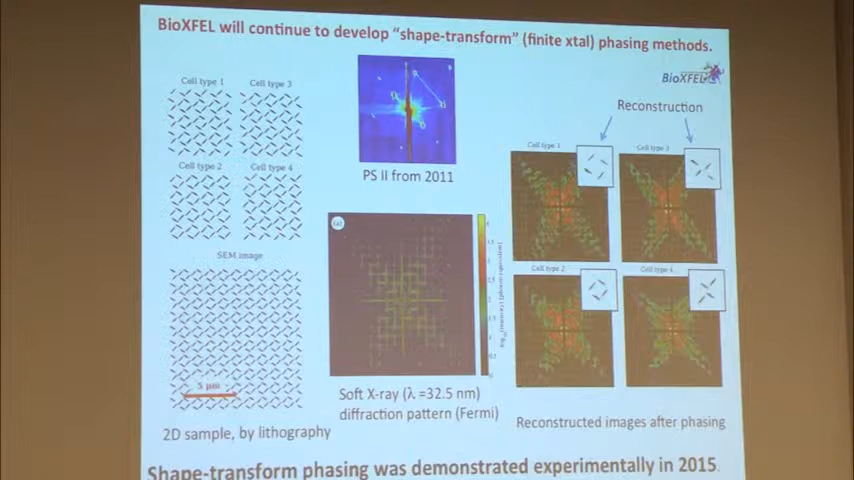 BioXFEL will continue to develop “shape-transform” (finite xtal) phasing methods.
BioXFEL
Cell type 1
Cell type 3
Cell type 2
Cell type 4
SEM image
5 µm
2D sample, by lithography
PS II from 2011
(a)
Soft X-ray (λ =32.5 nm)
diffraction pattern (Fermi)
Reconstruction
Cell type 1
Cell type 3
Cell type 2
Cell type 4
Reconstructed images after phasing
Shape-transform phasing was demonstrated experimentally in 2015.